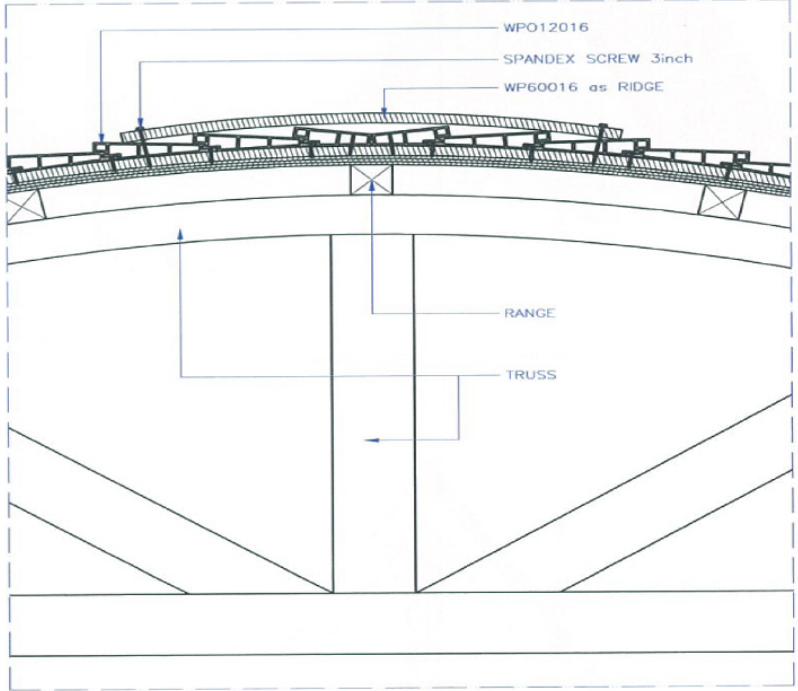 WPO12016
SPANDEX SCREW 3inch
WP60016 as RIDGE
RANGE
TRUSS